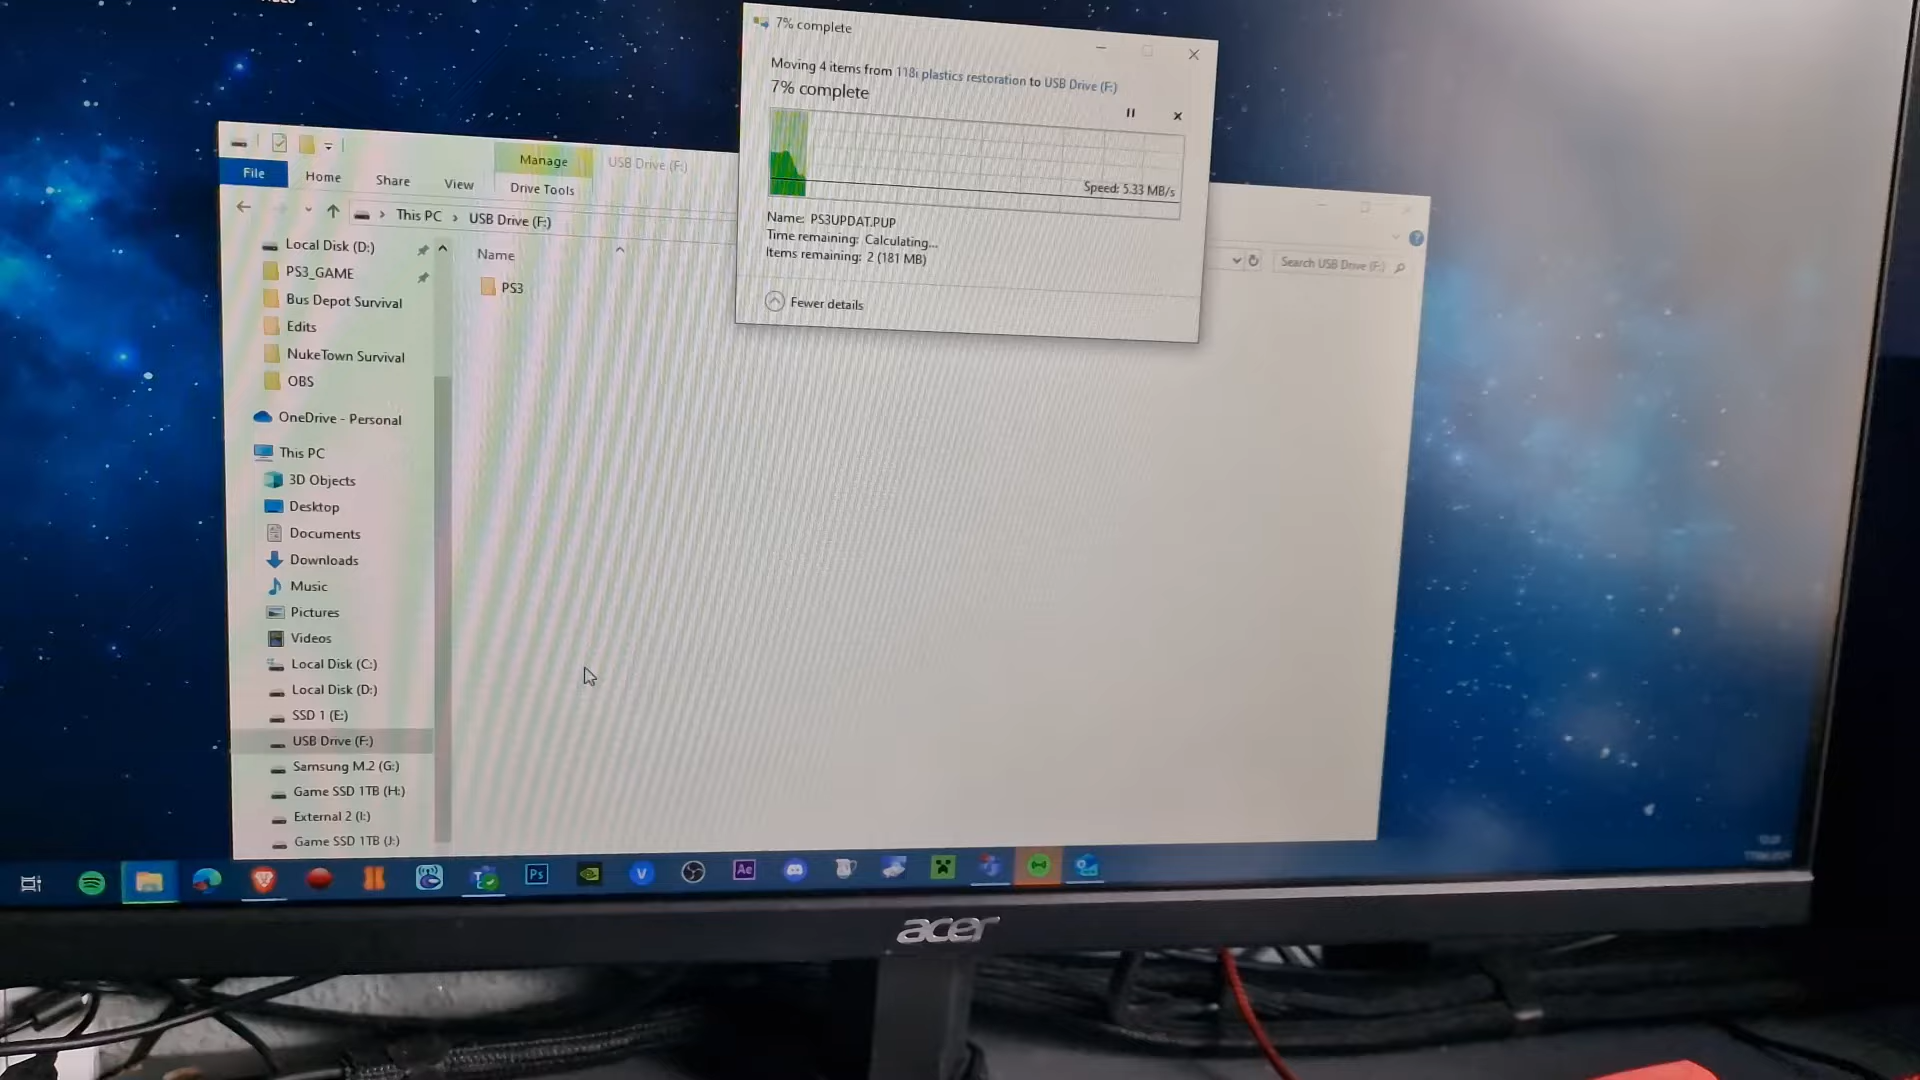 7% complete
Moving 4 items from 118i plastics restoration to USB Drive (F:)
7% complete
Speed: 5.33 MB/s
Name: PS3UPDAT.PUP
Time remaining: Calculating...
Items remaining: 2 (181 MB)
Fewer details
Manage
USB Drive (F:)
File
Home
Share
View
Drive Tools
This PC
USB Drive (F:)
Search USB Drive (F:)
Name
PS3
Local Disk (D:)
PS3_GAME
Bus Depot Survival
Edits
NukeTown Survival
OBS
OneDrive - Personal
This PC
3D Objects
Desktop
Documents
Downloads
Music
Pictures
Videos
Local Disk (C:)
Local Disk (D:)
SSD 1 (E:)
USB Drive (F:)
Samsung M.2 (G:)
Game SSD 1TB (H:)
External 2 (I:)
Game SSD 1TB (J:)
Ps
V
Ae
acer